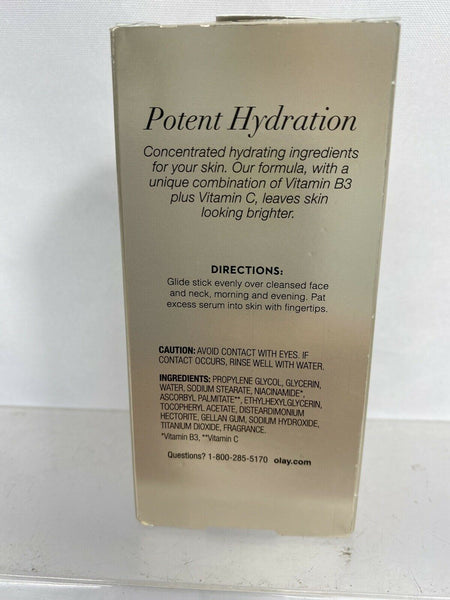 Potent Hydration
Concentrated hydrating ingredients
for your skin. Our formula, with a
unique combination of Vitamin B3
plus Vitamin C, leaves skin
looking brighter.
DIRECTIONS:
Glide stick evenly over cleansed face
and neck, morning and evening. Pat
excess serum into skin with fingertips.
CAUTION: AVOID CONTACT WITH EYES. IF
CONTACT OCCURS, RINSE WELL WITH WATER.
INGREDIENTS: PROPYLENE GLYCOL, GLYCERIN,
WATER, SODIUM STEARATE, NIACINAMIDE*,
ASCORBYL PALMITATE**, ETHYLHEXYLGLYCERIN,
TOCOPHERYL ACETATE, DISTEARDIMONIUM
HECTORITE, GELLAN GUM, SODIUM HYDROXIDE,
TITANIUM DIOXIDE, FRAGRANCE.
*Vitamin B3, **Vitamin C
Questions? 1-800-285-5170 olay.com